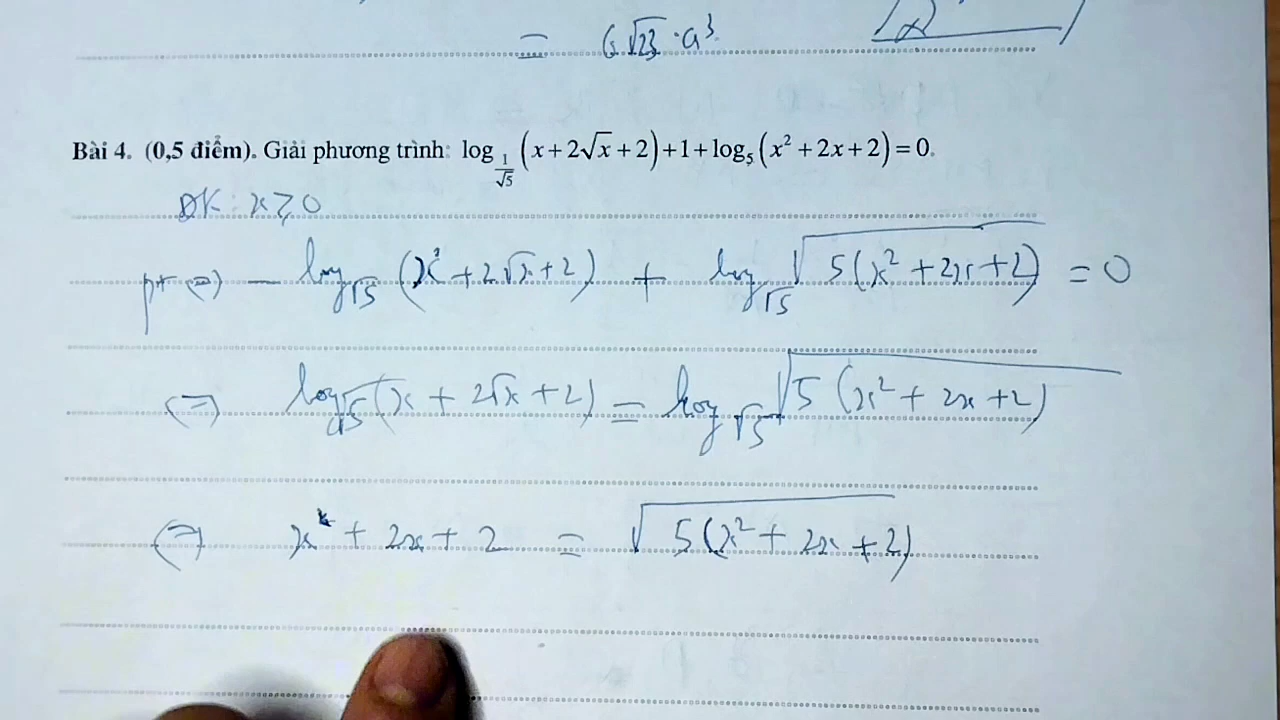 = 6√23 · a³
Bài 4. (0,5 điểm). Giải phương trình: log_{1/√5}(x+2√x+2)+1+log₅(x²+2x+2)=0.
ĐK: x ≥ 0
pt (=) − log_{√5}(x²+2√x+2) + log_{√5}√(5(x²+2x+2)) = 0
(=) log_{√5}(x+2√x+2) = log_{√5}√(5(x²+2x+2))
(=) x + 2x + 2 = √(5(x²+2x+2))